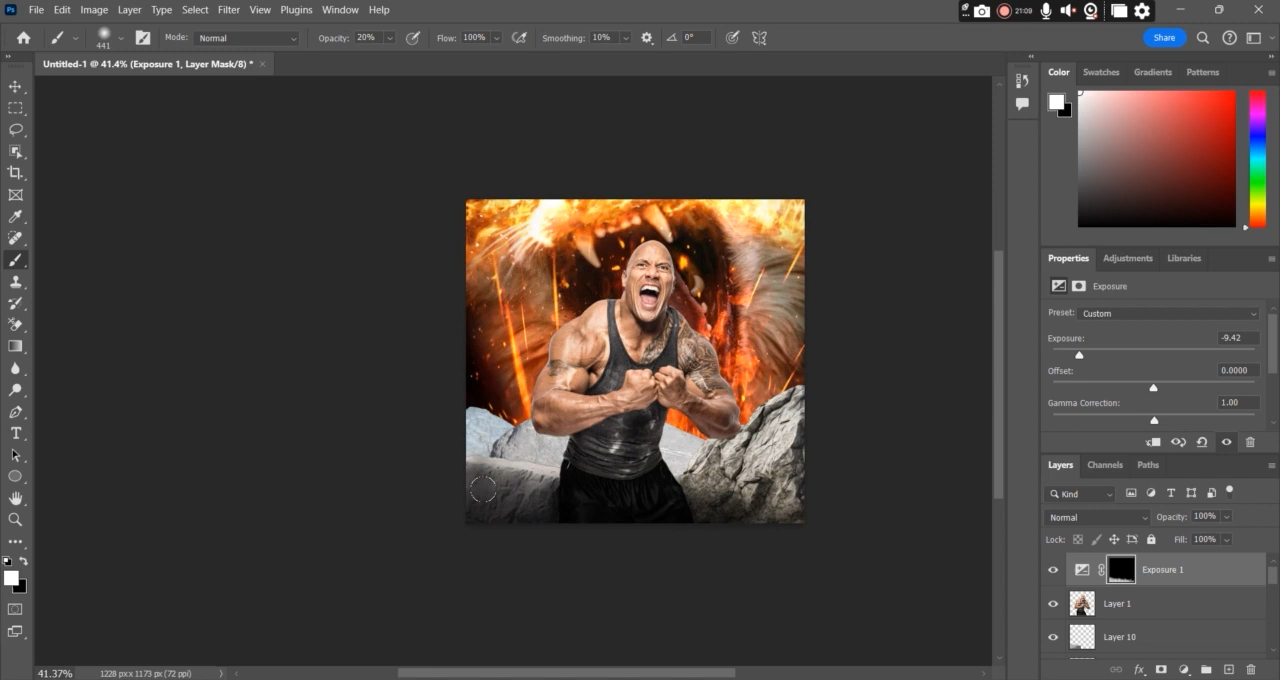 Ps File Edit Image Layer Type Select Filter View Plugins Window Help 21:09
441 Mode: Normal Opacity: 20% Flow: 100% Smoothing: 10% 0° Share
Untitled-1 @ 41.4% (Exposure 1, Layer Mask/8) *
Color Swatches Gradients Patterns
Properties Adjustments Libraries
Exposure
Preset: Custom
Exposure: -9.42
Offset: 0.0000
Gamma Correction: 1.00
Layers Channels Paths
Kind
Normal Opacity: 100%
Lock: Fill: 100%
Exposure 1
Layer 1
Layer 10
41.37% 1228 px x 1173 px (72 ppi)
fx